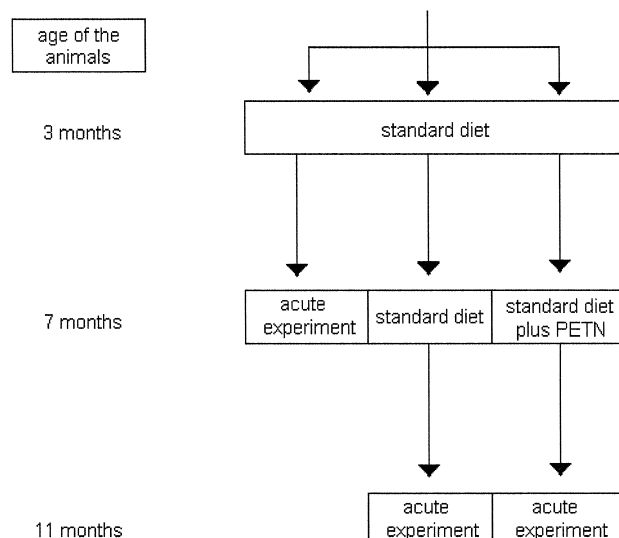 age of the
animals
3 months
standard diet
7 months
acute
experiment
standard diet
standard diet
plus PETN
11 months
acute
experiment
acute
experiment